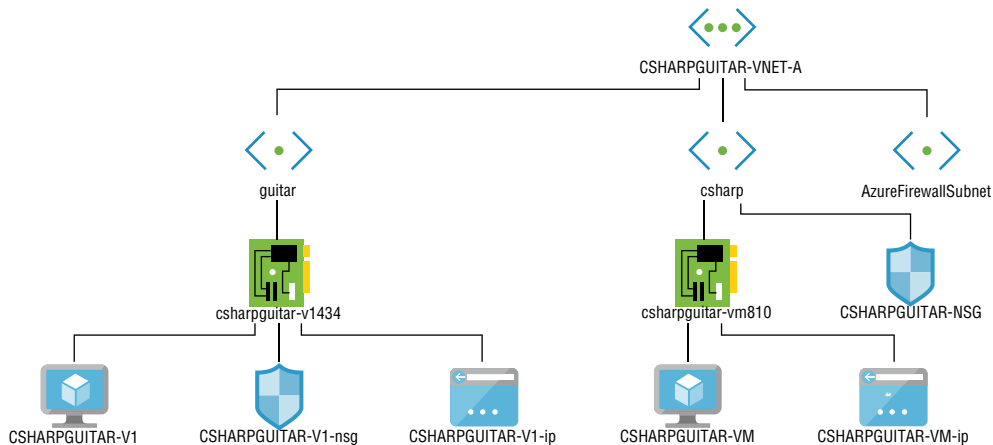 CSHARPGUITAR-VNET-A
guitar
csharp
AzureFirewallSubnet
csharpguitar-v1434
csharpguitar-vm810
CSHARPGUITAR-NSG
CSHARPGUITAR-V1
CSHARPGUITAR-V1-nsg
CSHARPGUITAR-V1-ip
CSHARPGUITAR-VM
CSHARPGUITAR-VM-ip